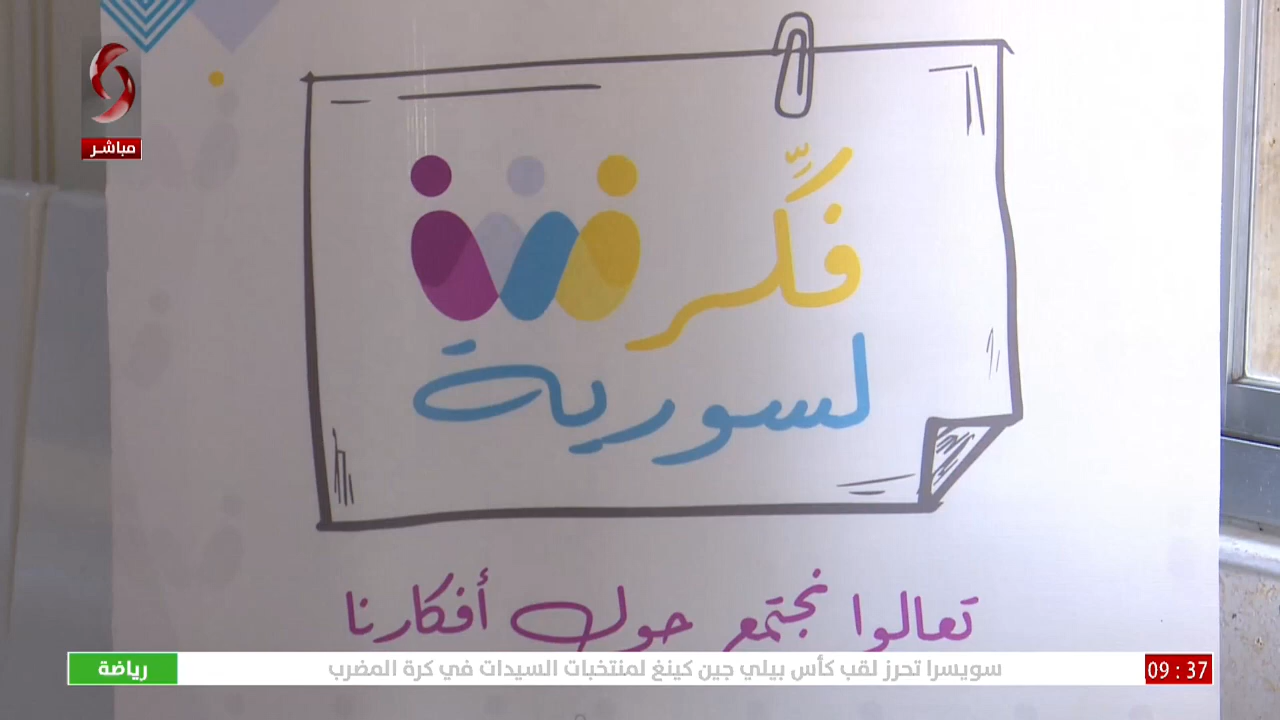 مباشر
فكِّر
لسورية
تعالوا نجتمع حول أفكارنا
رياضة
سويسرا تحرز لقب كأس بيلي جين كينغ لمنتخبات السيدات في كرة المضرب
09 : 37